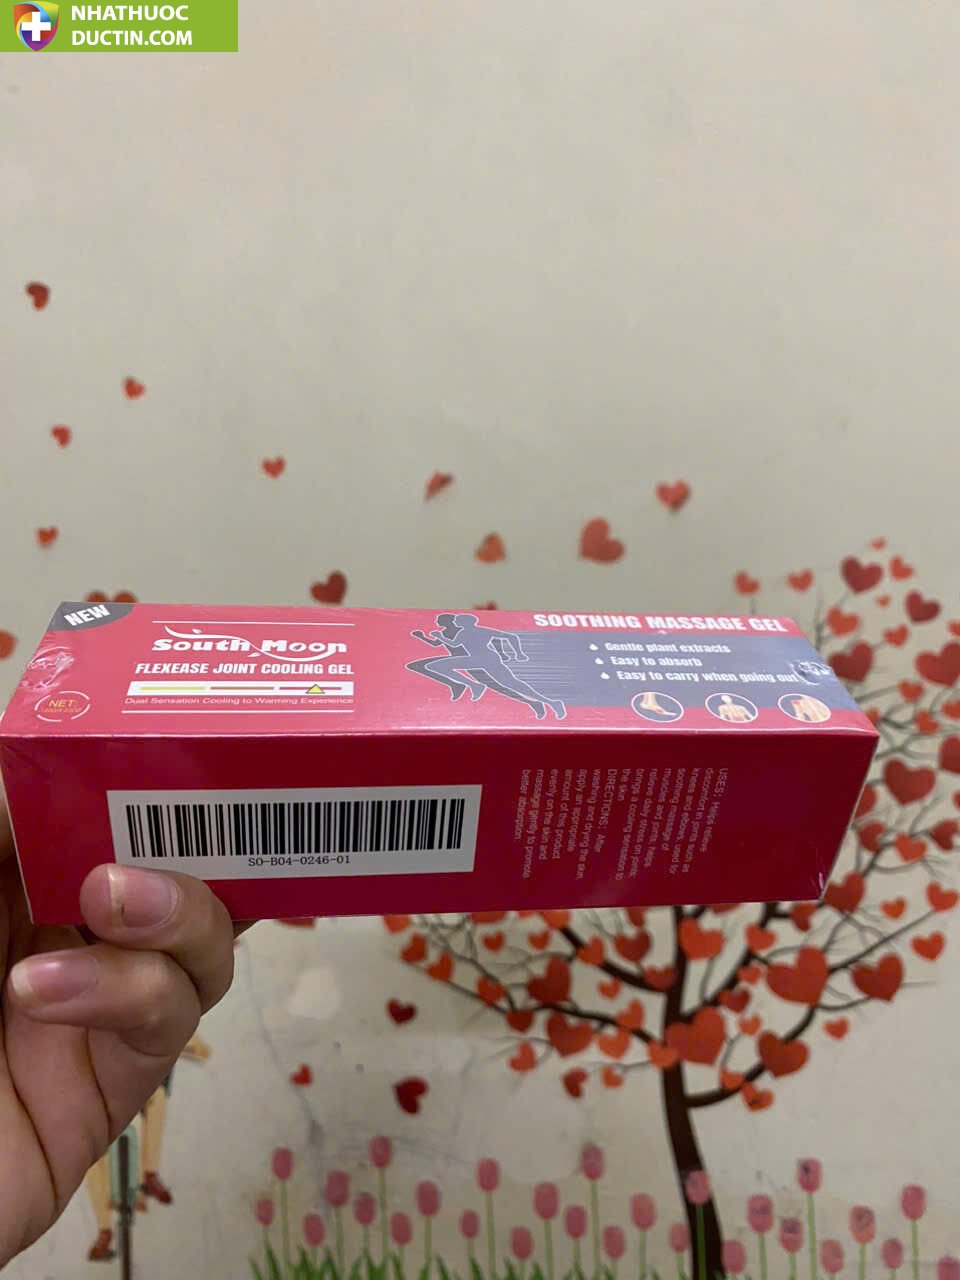 NHATHUOC
DUCTIN.COM
NEW
South Moon
FLEXEASE JOINT COOLING GEL
Dual Sensation Cooling to Warming Experience
NET:
SOOTHING MASSAGE GEL
Gentle plant extracts
Easy to absorb
Easy to carry when going out
SO-B04-0246-01
USES: Helps relieve
discomfort in joints such as
knees and elbows; used for
soothing massage of
muscles and joints; helps
relieve daily stress on joints;
brings a cooling sensation to
the skin
DIRECTIONS: After
washing and drying the skin,
apply an appropriate
amount of this product
evenly on the skin and
massage gently to promote
better absorption.